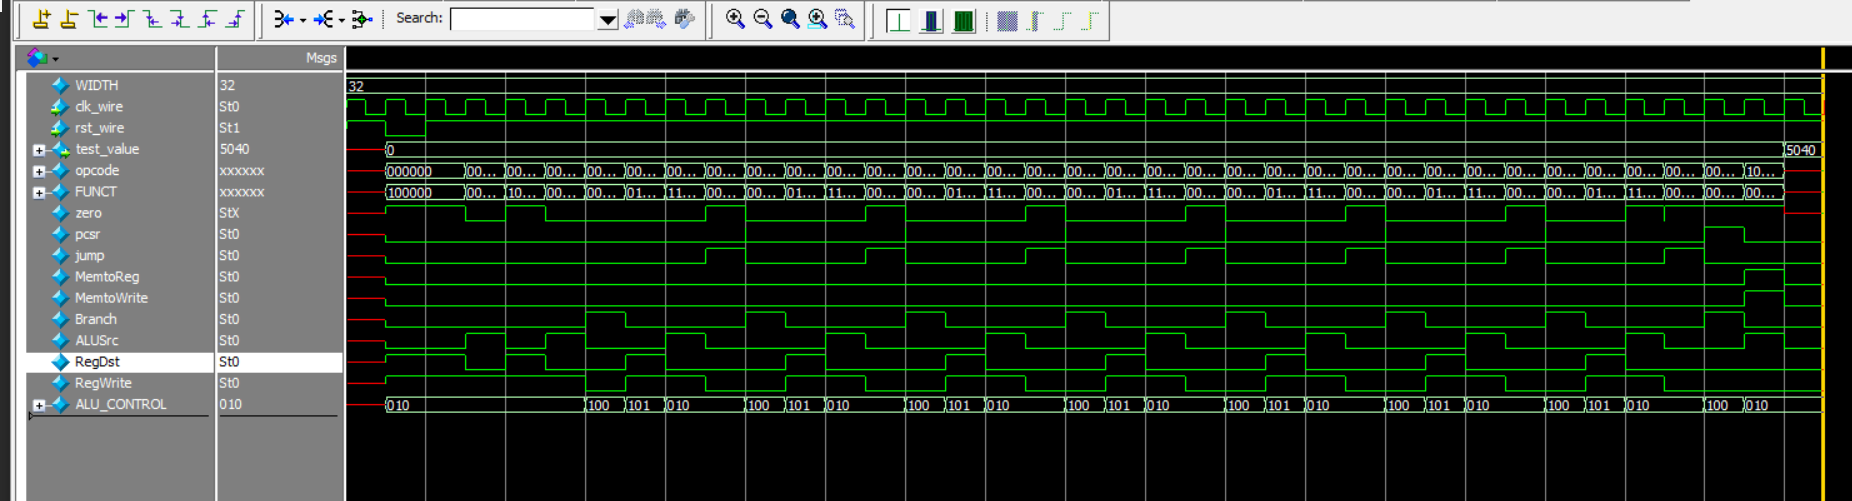 Search:
Msgs
WIDTH 32 32
clk_wire St0
rst_wire St1
test_value 5040 0 5040
opcode xxxxxx 000000 00... 00... 00... 00... 00... 00... 00... 00... 00... 00... 00... 00... 00... 00... 00... 00... 00... 00... 00... 00... 00... 00... 00... 00... 00... 00... 00... 00... 00... 00... 00... 00... 10...
FUNCT xxxxxx 100000 00... 10... 00... 00... 01... 11... 00... 00... 01... 11... 00... 00... 01... 11... 00... 00... 01... 11... 00... 00... 01... 11... 00... 00... 01... 11... 00... 00... 01... 11... 00... 00... 00...
zero StX
pcsr St0
jump St0
MemtoReg St0
MemtoWrite St0
Branch St0
ALUSrc St0
RegDst St0
RegWrite St0
ALU_CONTROL 010 010 100 101 010 100 101 010 100 101 010 100 101 010 100 101 010 100 101 010 100 101 010 100 010